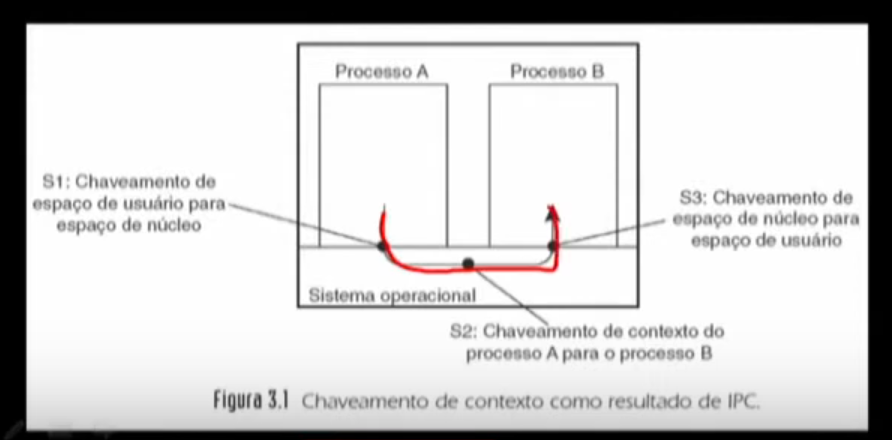 Processo A
Processo B
S1: Chaveamento de
espaço de usuário para
espaço de núcleo
S3: Chaveamento de
espaço de núcleo para
espaço de usuário
Sistema operacional
S2: Chaveamento de contexto do
processo A para o processo B
Figura 3.1 Chaveamento de contexto como resultado de IPC.